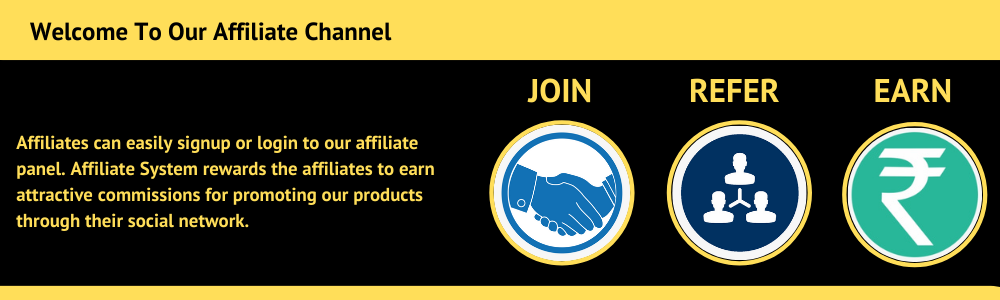 Welcome To Our Affiliate Channel
JOIN
REFER
EARN
Affiliates can easily signup or login to our affiliate
panel. Affiliate System rewards the affiliates to earn
attractive commissions for promoting our products
through their social network.
₹